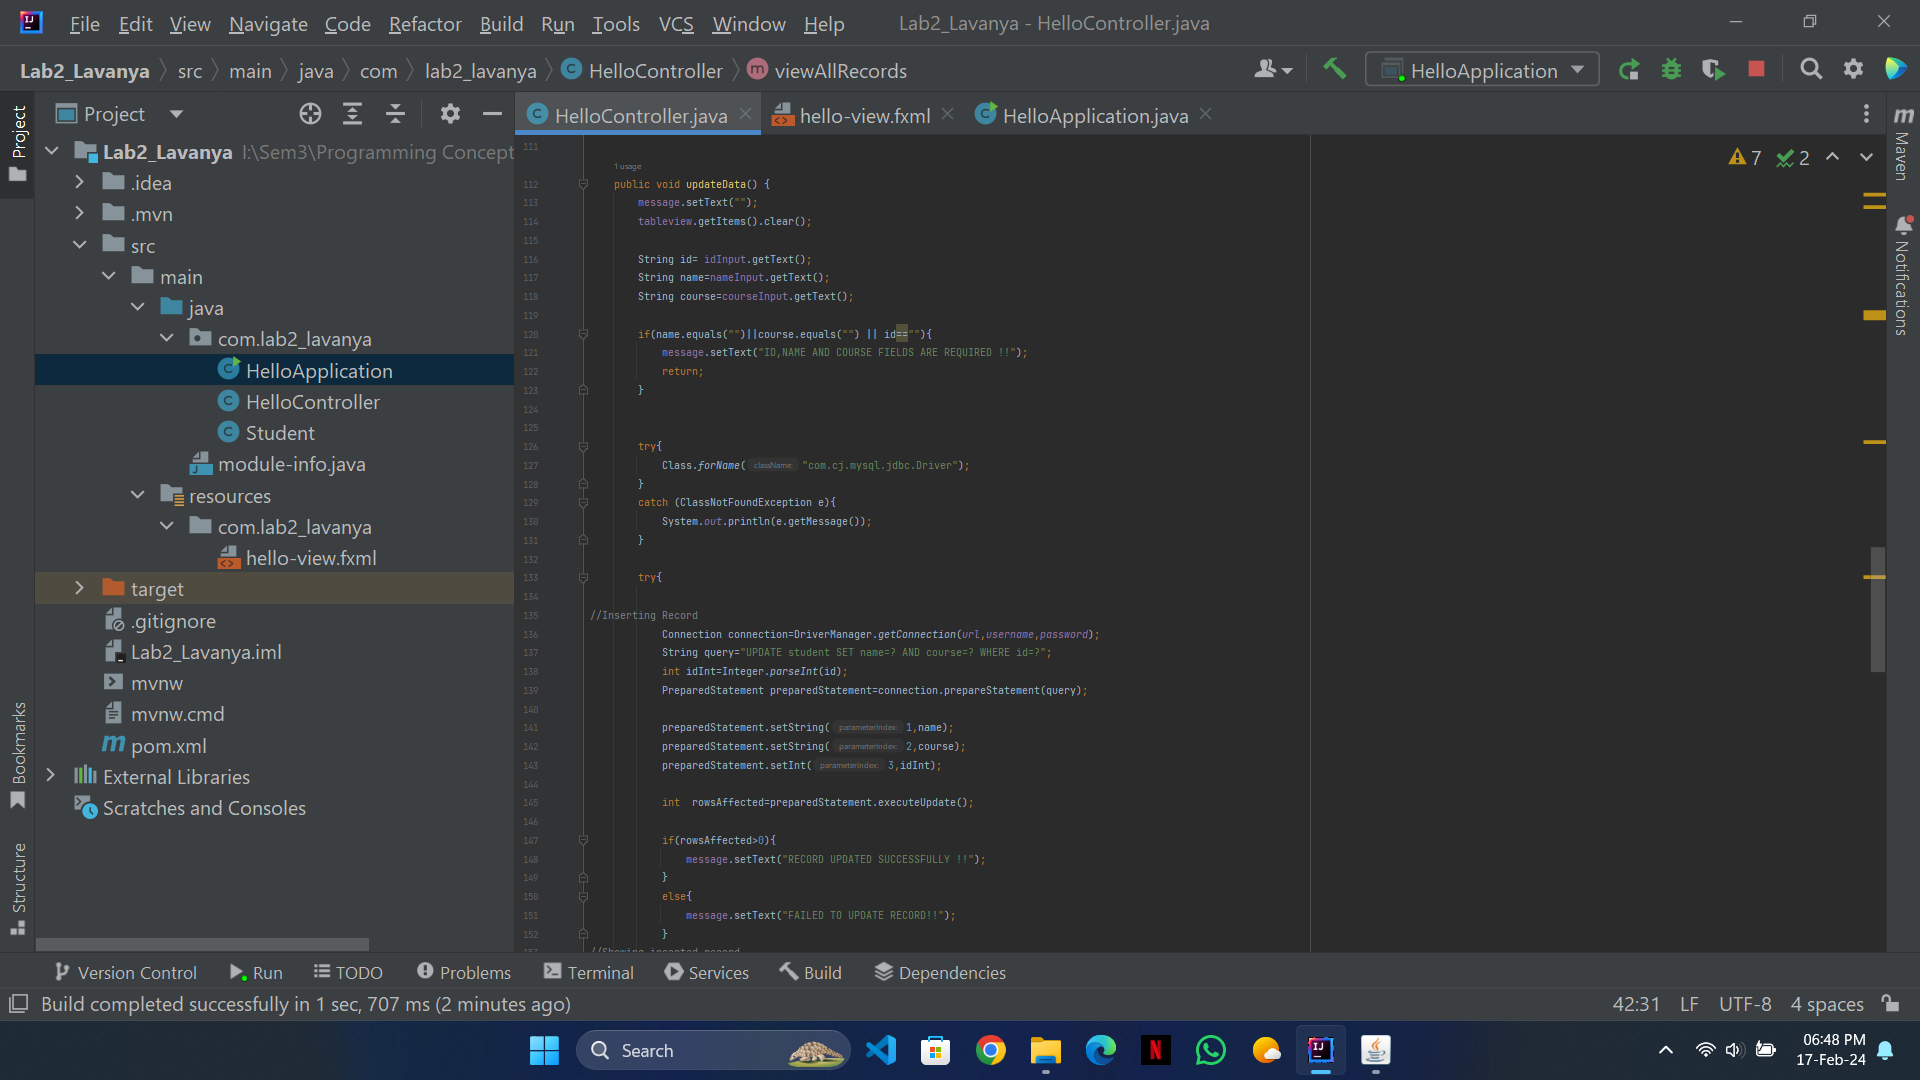 File Edit View Navigate Code Refactor Build Run Tools VCS Window Help Lab2_Lavanya - HelloController.java
Lab2_Lavanya src main java com lab2_lavanya HelloController viewAllRecords HelloApplication
Project
Project
HelloController.java hello-view.fxml HelloApplication.java
Lab2_Lavanya I:\Sem3\Programming Concept
.idea
.mvn
src
main
java
com.lab2_lavanya
HelloApplication
HelloController
Student
module-info.java
resources
com.lab2_lavanya
hello-view.fxml
target
.gitignore
Lab2_Lavanya.iml
mvnw
mvnw.cmd
pom.xml
External Libraries
Scratches and Consoles
Bookmarks
Structure
7 2
Maven
Notifications
111
1 usage
112 public void updateData() {
113 message.setText("");
114 tableview.getItems().clear();
115
116 String id= idInput.getText();
117 String name=nameInput.getText();
118 String course=courseInput.getText();
119
120 if(name.equals("")||course.equals("") || id==""){
121 message.setText("ID,NAME AND COURSE FIELDS ARE REQUIRED !!");
122 return;
123 }
124
125
126 try{
127 Class.forName( className: "com.cj.mysql.jdbc.Driver");
128 }
129 catch (ClassNotFoundException e){
130 System.out.println(e.getMessage());
131 }
132
133 try{
134
135 //Inserting Record
136 Connection connection=DriverManager.getConnection(url,username,password);
137 String query="UPDATE student SET name=? AND course=? WHERE id=?";
138 int idInt=Integer.parseInt(id);
139 PreparedStatement preparedStatement=connection.prepareStatement(query);
140
141 preparedStatement.setString( parameterIndex: 1,name);
142 preparedStatement.setString( parameterIndex: 2,course);
143 preparedStatement.setInt( parameterIndex: 3,idInt);
144
145 int rowsAffected=preparedStatement.executeUpdate();
146
147 if(rowsAffected>0){
148 message.setText("RECORD UPDATED SUCCESSFULLY !!");
149 }
150 else{
151 message.setText("FAILED TO UPDATE RECORD!!");
152 }
//Showing inserted record
Version Control Run TODO Problems Terminal Services Build Dependencies
Build completed successfully in 1 sec, 707 ms (2 minutes ago) 42:31 LF UTF-8 4 spaces
Search
06:48 PM
17-Feb-24